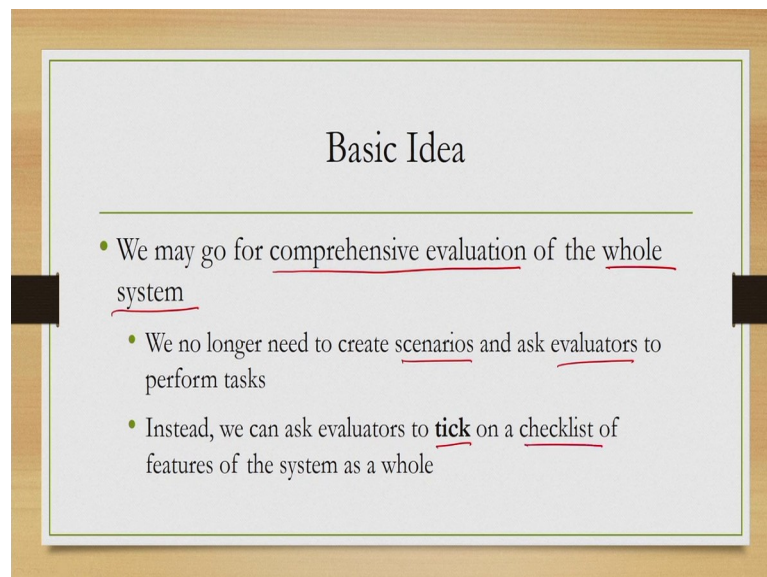 Basic Idea
• We may go for comprehensive evaluation of the whole
system
• We no longer need to create scenarios and ask evaluators to
perform tasks
• Instead, we can ask evaluators to tick on a checklist of
features of the system as a whole